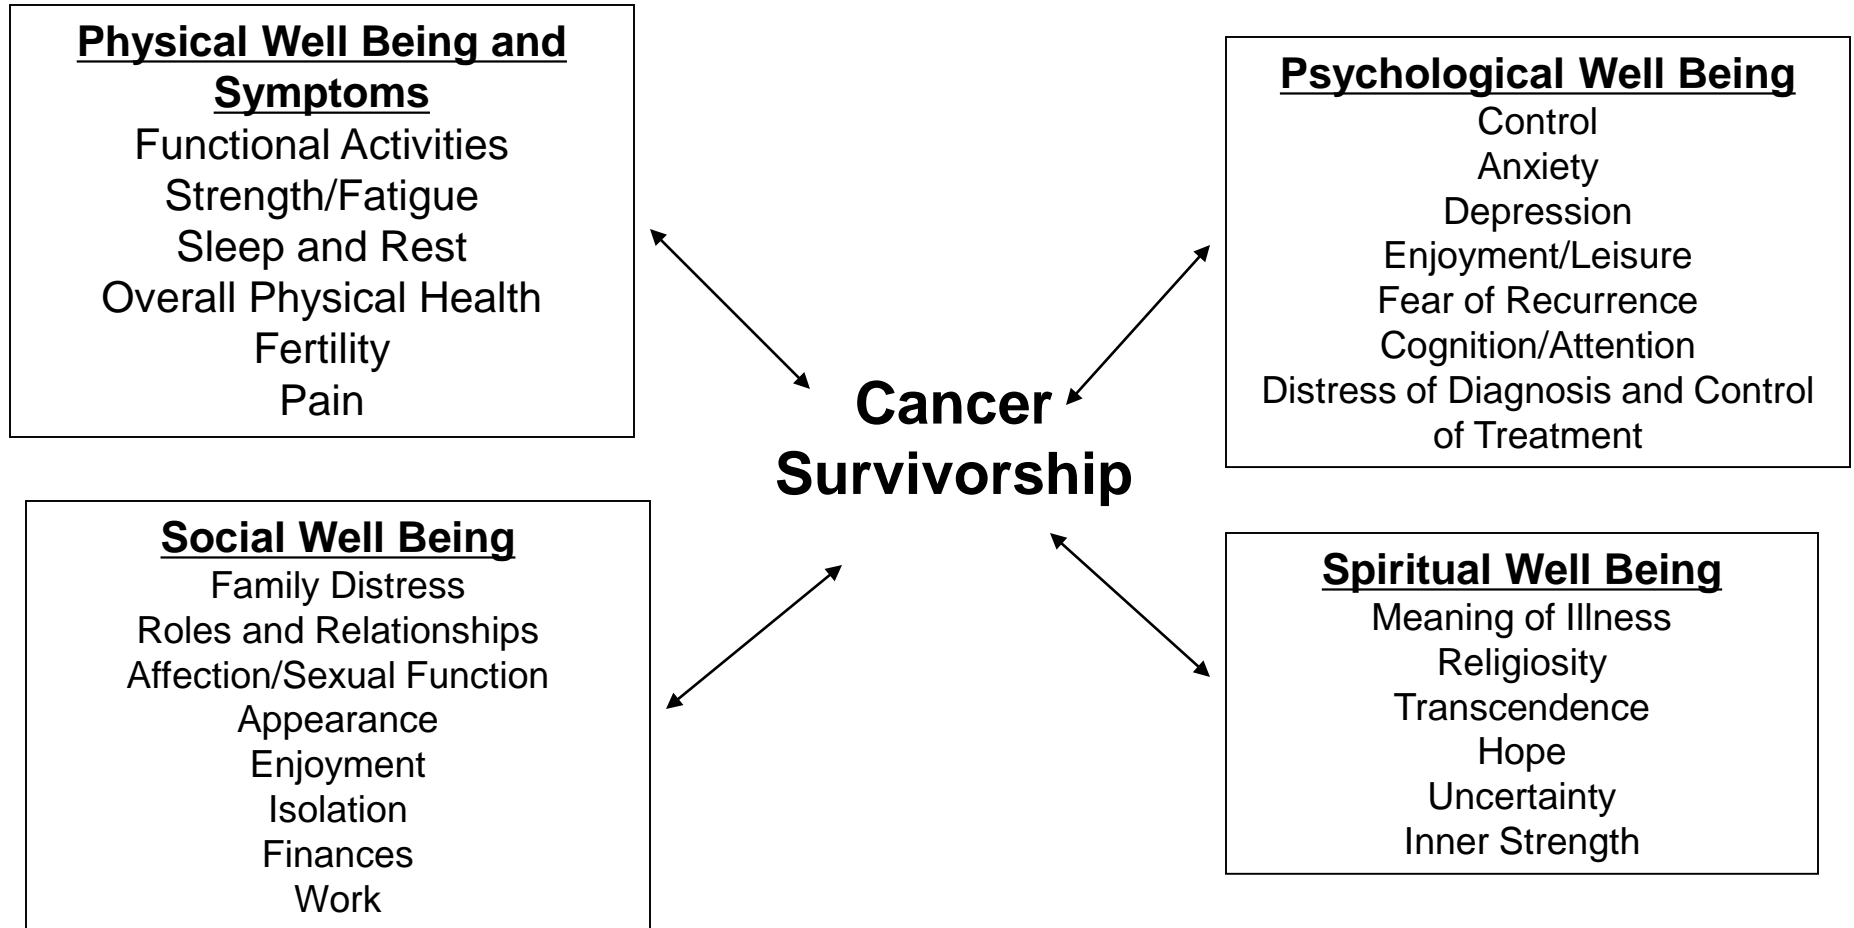 Physical Well Being and
Symptoms
Functional Activities
Strength/Fatigue
Sleep and Rest
Overall Physical Health
Fertility
Pain
Psychological Well Being
Control
Anxiety
Depression
Enjoyment/Leisure
Fear of Recurrence
Cognition/Attention
Distress of Diagnosis and Control
of Treatment
Cancer
Survivorship
Social Well Being
Family Distress
Roles and Relationships
Affection/Sexual Function
Appearance
Enjoyment
Isolation
Finances
Work
Spiritual Well Being
Meaning of Illness
Religiosity
Transcendence
Hope
Uncertainty
Inner Strength